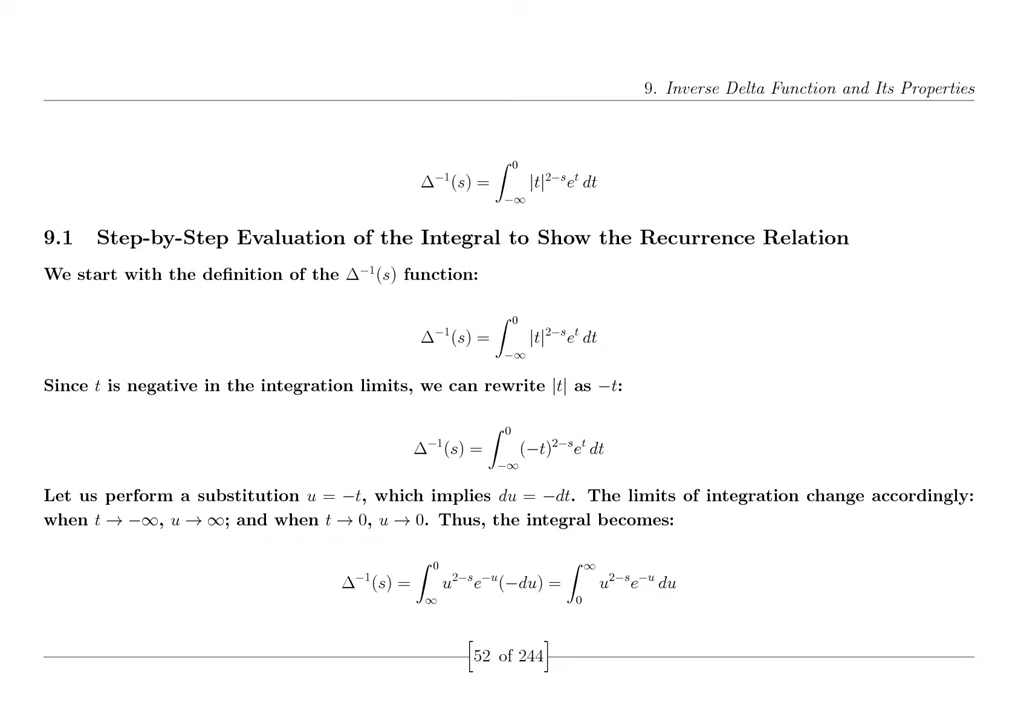 9. Inverse Delta Function and Its Properties
Δ⁻¹(s) = ∫_{−∞}^{0} |t|^{2−s} e^t dt
9.1 Step-by-Step Evaluation of the Integral to Show the Recurrence Relation
We start with the definition of the Δ⁻¹(s) function:
Δ⁻¹(s) = ∫_{−∞}^{0} |t|^{2−s} e^t dt
Since t is negative in the integration limits, we can rewrite |t| as −t:
Δ⁻¹(s) = ∫_{−∞}^{0} (−t)^{2−s} e^t dt
Let us perform a substitution u = −t, which implies du = −dt. The limits of integration change accordingly:
when t → −∞, u → ∞; and when t → 0, u → 0. Thus, the integral becomes:
Δ⁻¹(s) = ∫_{∞}^{0} u^{2−s} e^{−u} (−du) = ∫_{0}^{∞} u^{2−s} e^{−u} du
[52 of 244]